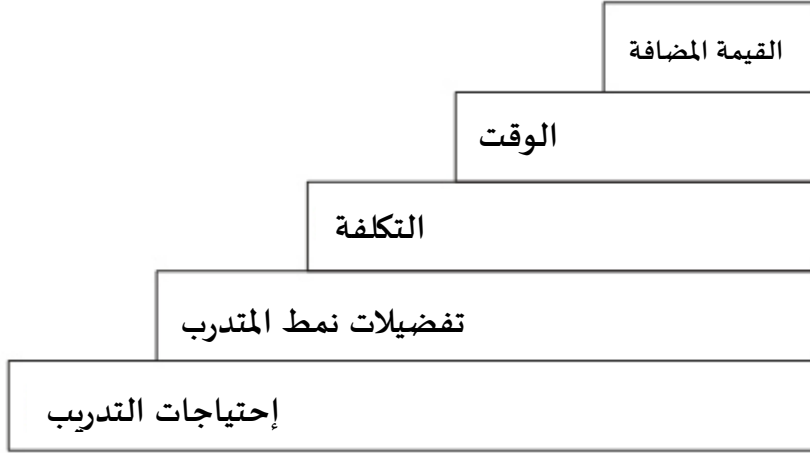 القيمة المضافة
الوقت
التكلفة
تفضيلات نمط المتدرب
إحتياجات التدريب